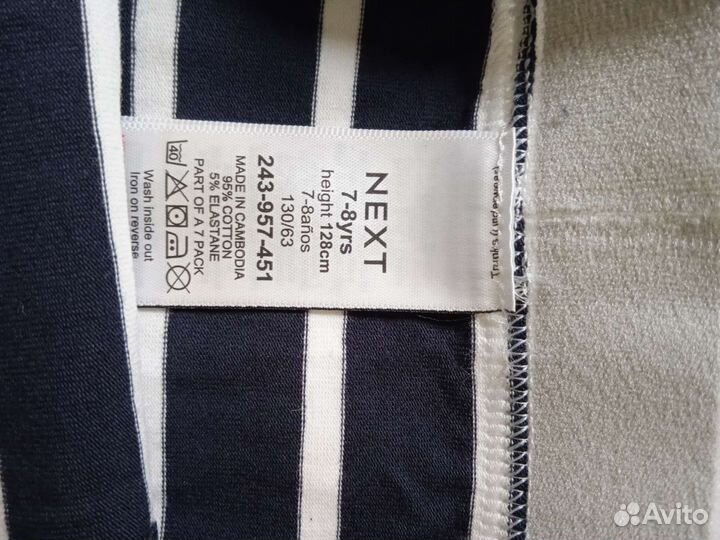 NEXT
7-8yrs
height 128cm
7-8años
130/63
243-957-451
MADE IN CAMBODIA
95% COTTON
5% ELASTANE
PART OF A 7 PACK
40
Wash inside out
Iron on reverse
Avito